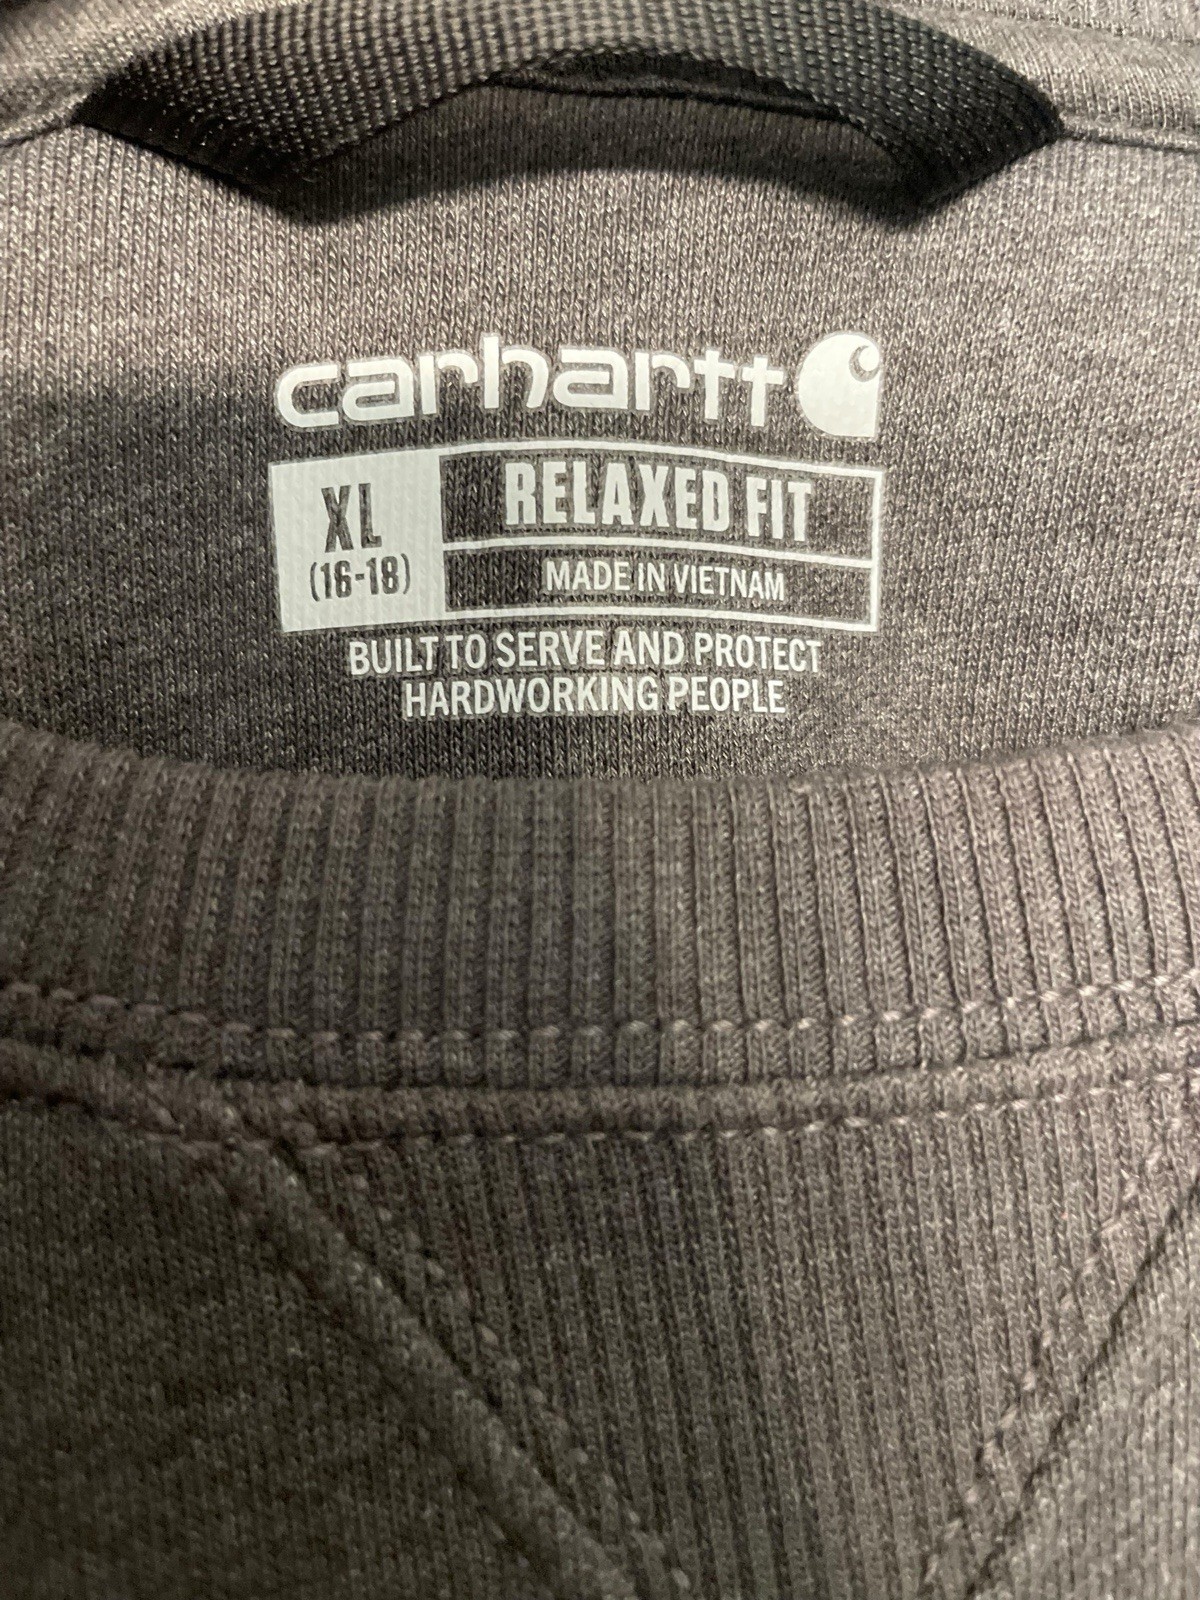 carhartt
XL
(16-18)
RELAXED FIT
MADE IN VIETNAM
BUILT TO SERVE AND PROTECT
HARDWORKING PEOPLE